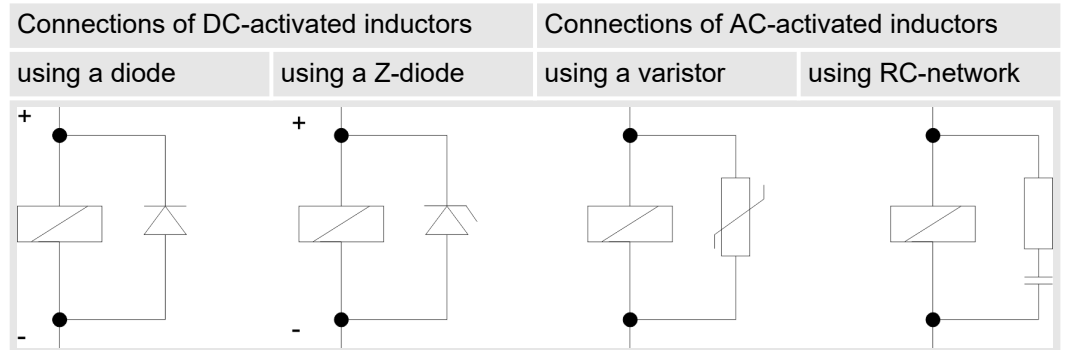 Connections of DC-activated inductors
Connections of AC-activated inductors
using a diode
using a Z-diode
using a varistor
using RC-network
+
+
-
-